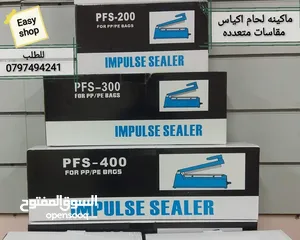 Easy
shop
للطلب
0797494241
ماكينه لحام اكياس
مقاسات متعدده
PFS-200
FOR PP/PE BAGS
IMPULSE SEALER
PFS-300
FOR PP/PE BAGS
IMPULSE SEALER
PFS-400
FOR PP/PE BAGS
IMPULSE SEALER
السوق المفتوح
opensooq.com